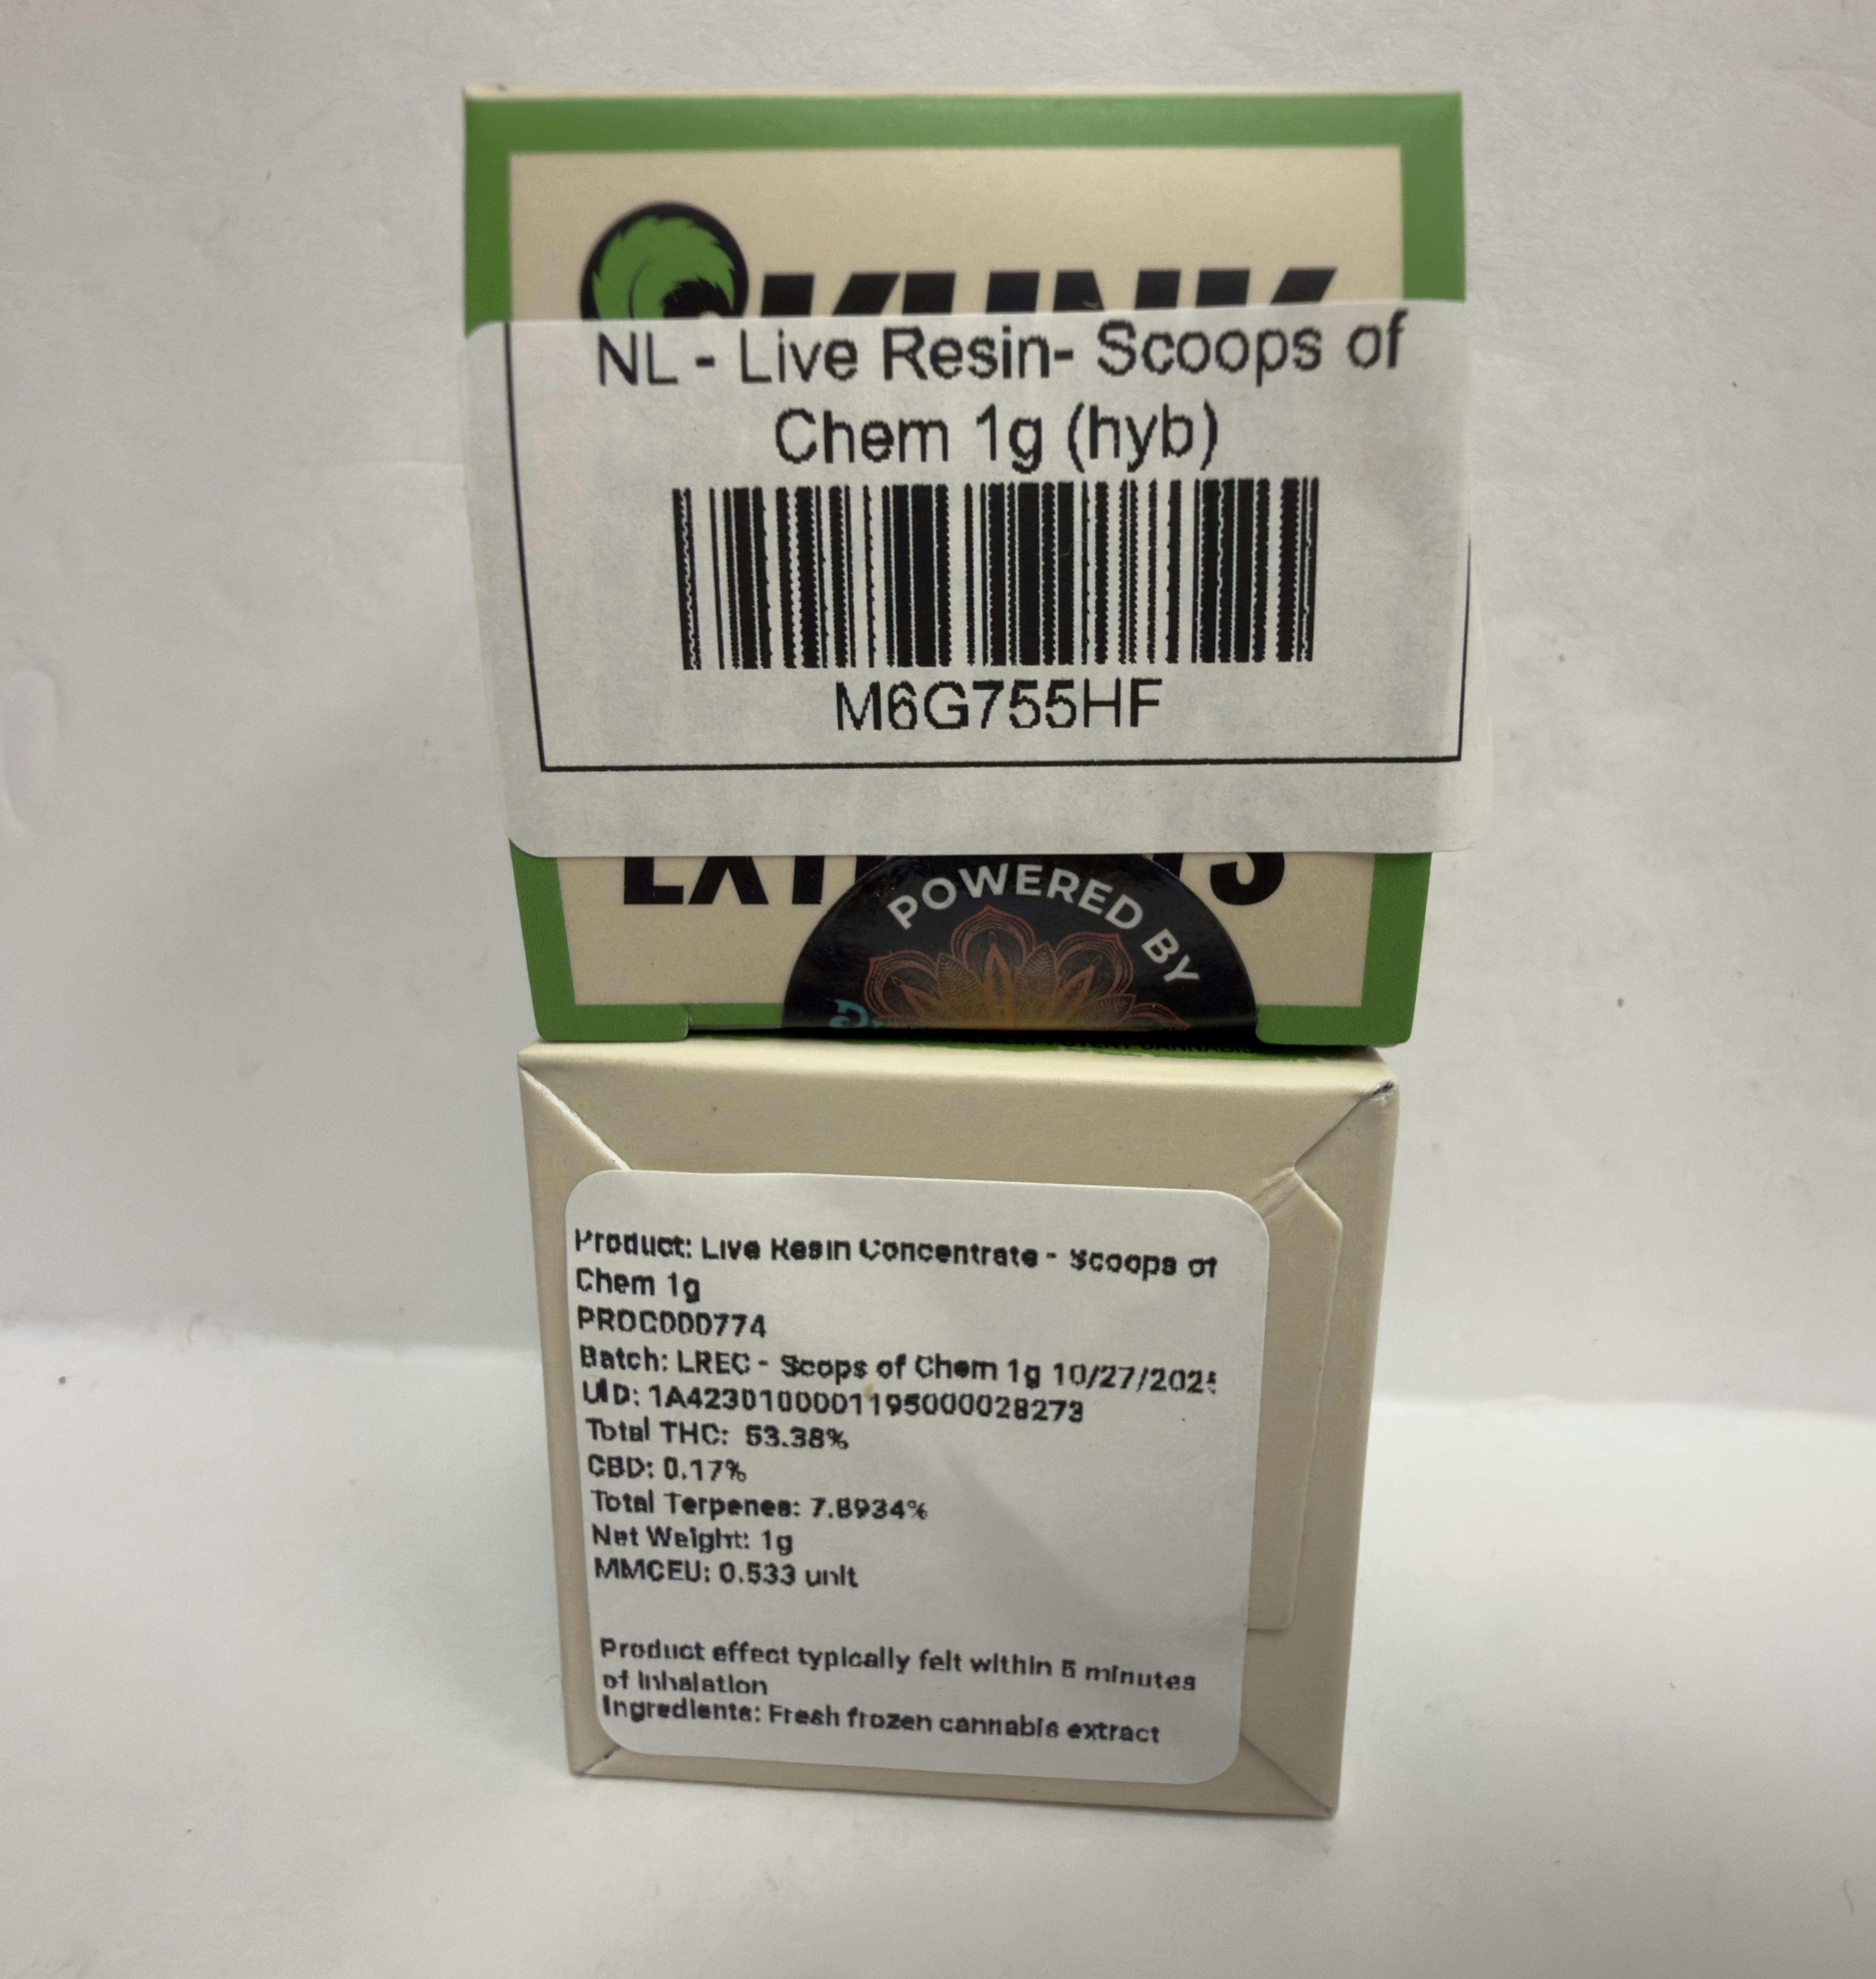 SKUNK
NL - Live Resin- Scoops of
Chem 1g (hyb)
M6G755HF
POWERED BY
Product: Live Resin Concentrate - Scoops of
Chem 1g
PROC000774
Batch: LREC - Scops of Chem 1g 10/27/2025
UID: 1A4230100001195000028273
Total THC: 53.38%
CBD: 0.17%
Total Terpenes: 7.8934%
Net Weight: 1g
MMCEU: 0.533 unit
Product effect typically felt within 5 minutes
of inhalation
Ingredients: Fresh frozen cannabis extract